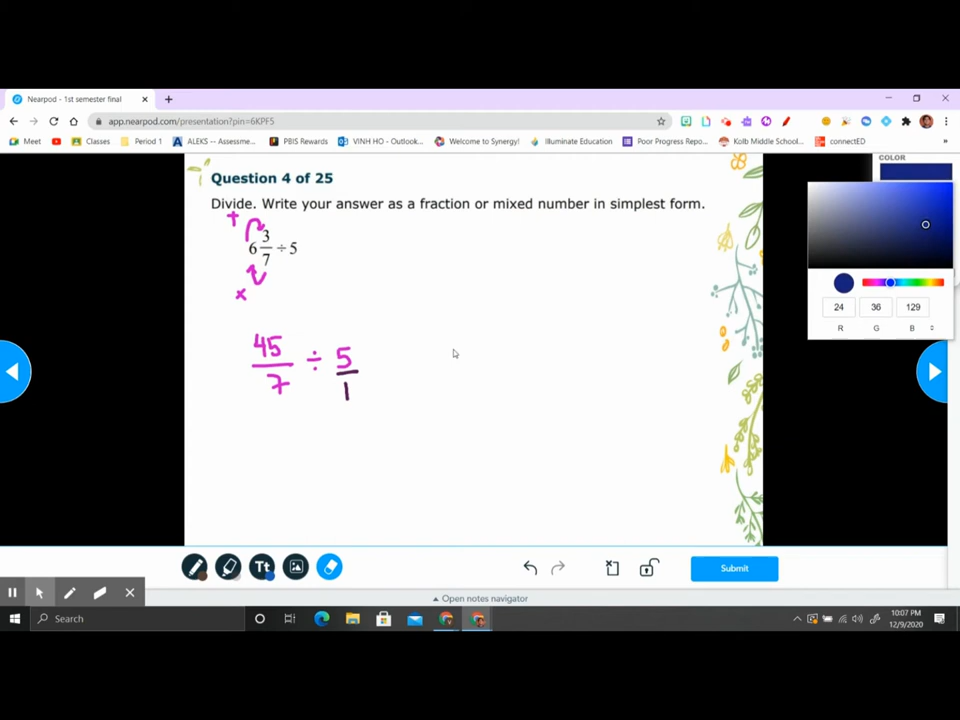 Nearpod - 1st semester final
app.nearpod.com/presentation?pin=6KPF5
Meet Classes Period 1 ALEKS -- Assessme... PBIS Rewards VINH HO - Outlook... Welcome to Synergy! Illuminate Education Poor Progress Repo... Kolb Middle School... connectED »
COLOR
Question 4 of 25
Divide. Write your answer as a fraction or mixed number in simplest form.
+
6 3/7 ÷ 5
x
45/7 ÷ 5/1
24 36 129
R G B
Tt
Submit
▲ Open notes navigator
Search
10:07 PM
12/9/2020